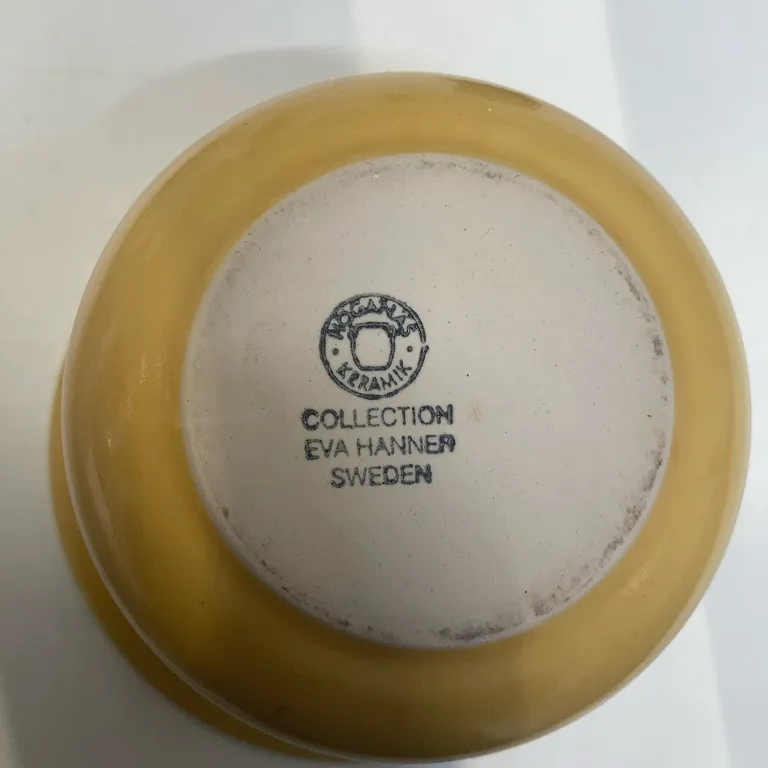 HÖGANÄS
KERAMIK
COLLECTION
EVA HANNER
SWEDEN